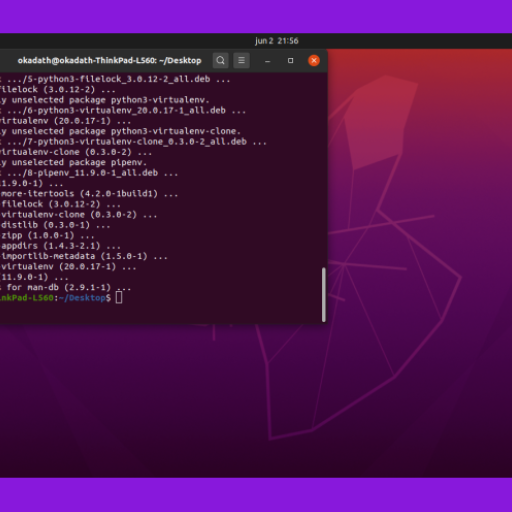 jun 2 21:56
okadath@okadath-ThinkPad-L560: ~/Desktop
.../5-python3-filelock_3.0.12-2_all.deb ...
filelock (3.0.12-2) ...
ly unselected package python3-virtualenv.
.../6-python3-virtualenv_20.0.17-1_all.deb ...
virtualenv (20.0.17-1) ...
ly unselected package python3-virtualenv-clone.
.../7-python3-virtualenv-clone_0.3.0-2_all.deb ...
virtualenv-clone (0.3.0-2) ...
ly unselected package pipenv.
.../8-pipenv_11.9.0-1_all.deb ...
11.9.0-1) ...
-more-itertools (4.2.0-1build1) ...
-filelock (3.0.12-2) ...
-virtualenv-clone (0.3.0-2) ...
-distlib (0.3.0-1) ...
-zipp (1.0.0-1) ...
-appdirs (1.4.3-2.1) ...
-importlib-metadata (1.5.0-1) ...
-virtualenv (20.0.17-1) ...
(11.9.0-1) ...
s for man-db (2.9.1-1) ...
inkPad-L560:~/Desktop$